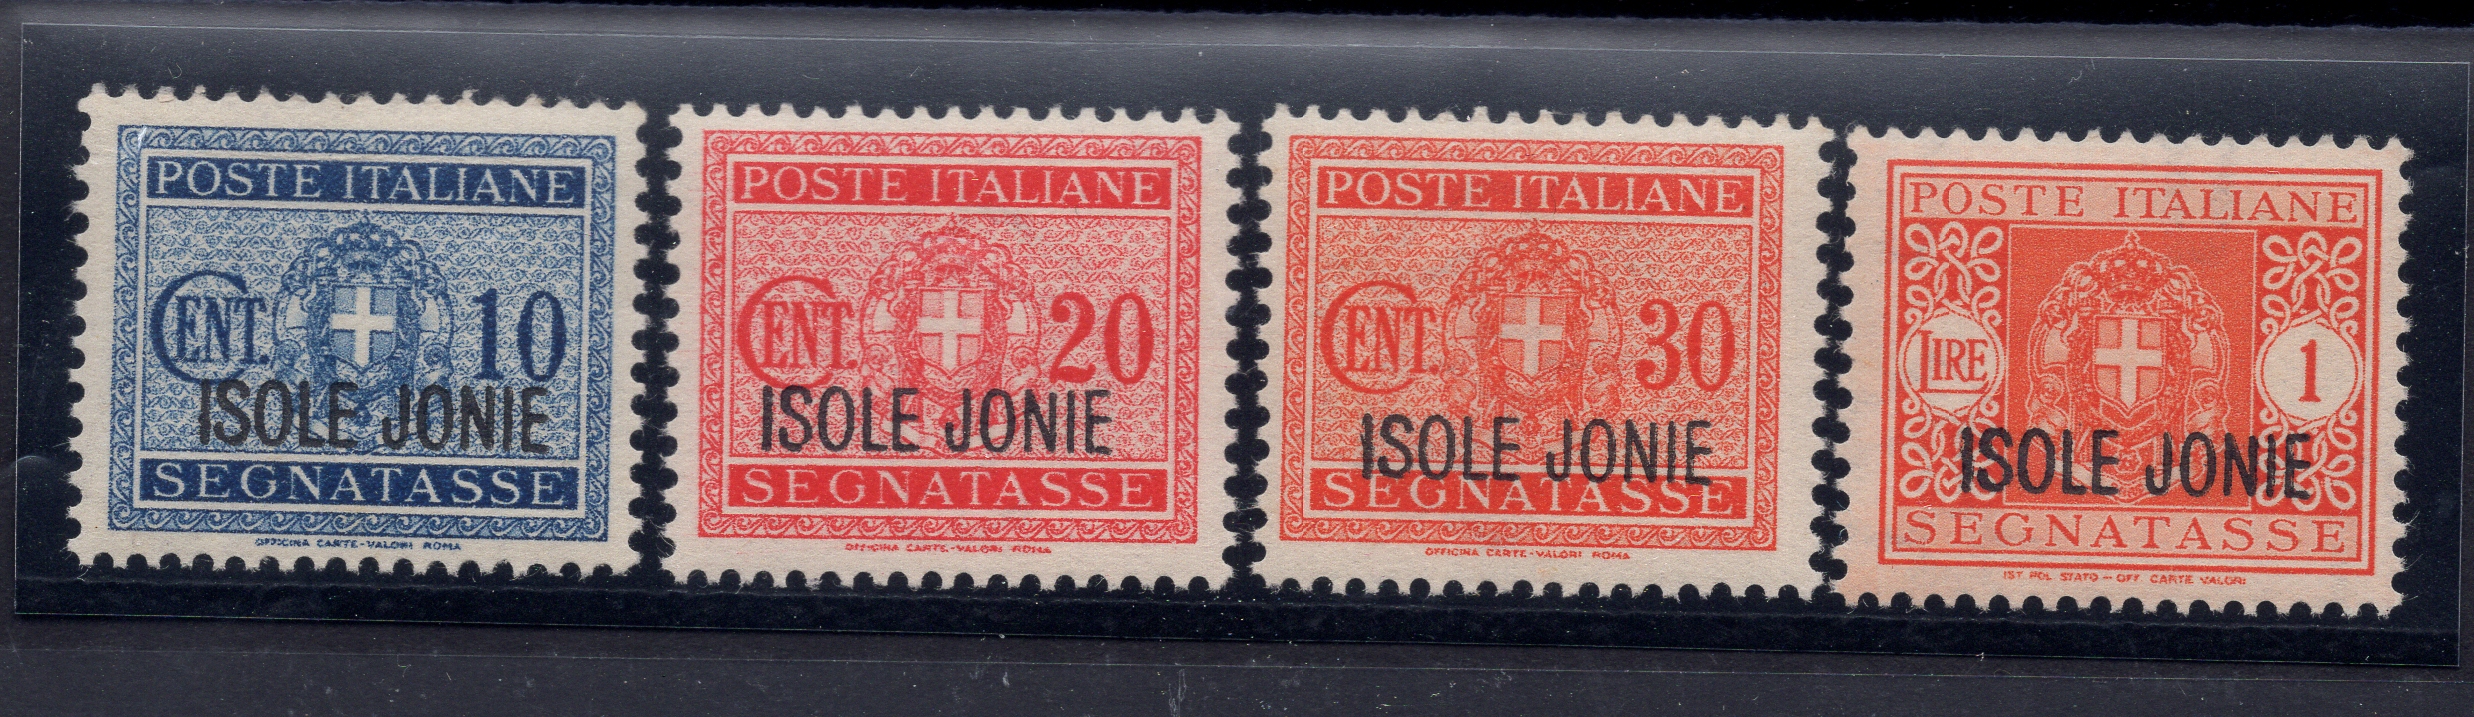 POSTE ITALIANE
CENT. 10
ISOLE JONIE
SEGNATASSE
OFFICINA CARTE-VALORI ROMA
POSTE ITALIANE
CENT. 20
ISOLE JONIE
SEGNATASSE
OFFICINA CARTE-VALORI ROMA
POSTE ITALIANE
CENT. 30
ISOLE JONIE
SEGNATASSE
OFFICINA CARTE-VALORI ROMA
POSTE ITALIANE
LIRE 1
ISOLE JONIE
SEGNATASSE
IST. POL. STATO - OFF. CARTE VALORI